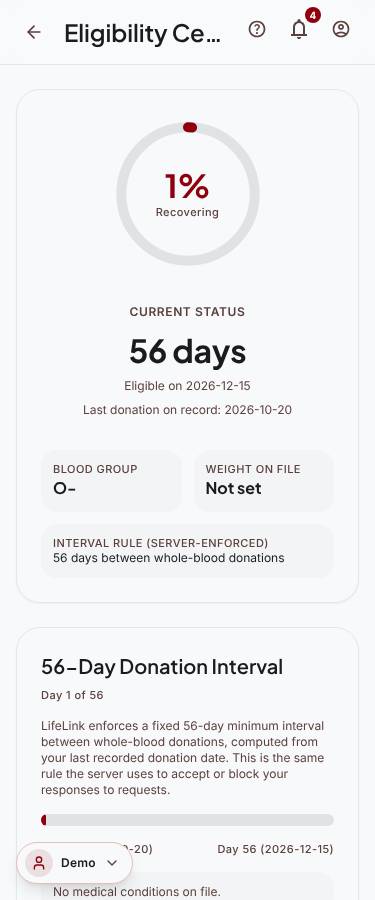 Eligibility Ce...
4
1%
Recovering
CURRENT STATUS
56 days
Eligible on 2026-12-15
Last donation on record: 2026-10-20
BLOOD GROUP
O-
WEIGHT ON FILE
Not set
INTERVAL RULE (SERVER-ENFORCED)
56 days between whole-blood donations
56-Day Donation Interval
Day 1 of 56
LifeLink enforces a fixed 56-day minimum interval
between whole-blood donations, computed from
your last recorded donation date. This is the same
rule the server uses to accept or block your
responses to requests.
0-20)
Day 56 (2026-12-15)
Demo
No medical conditions on file.